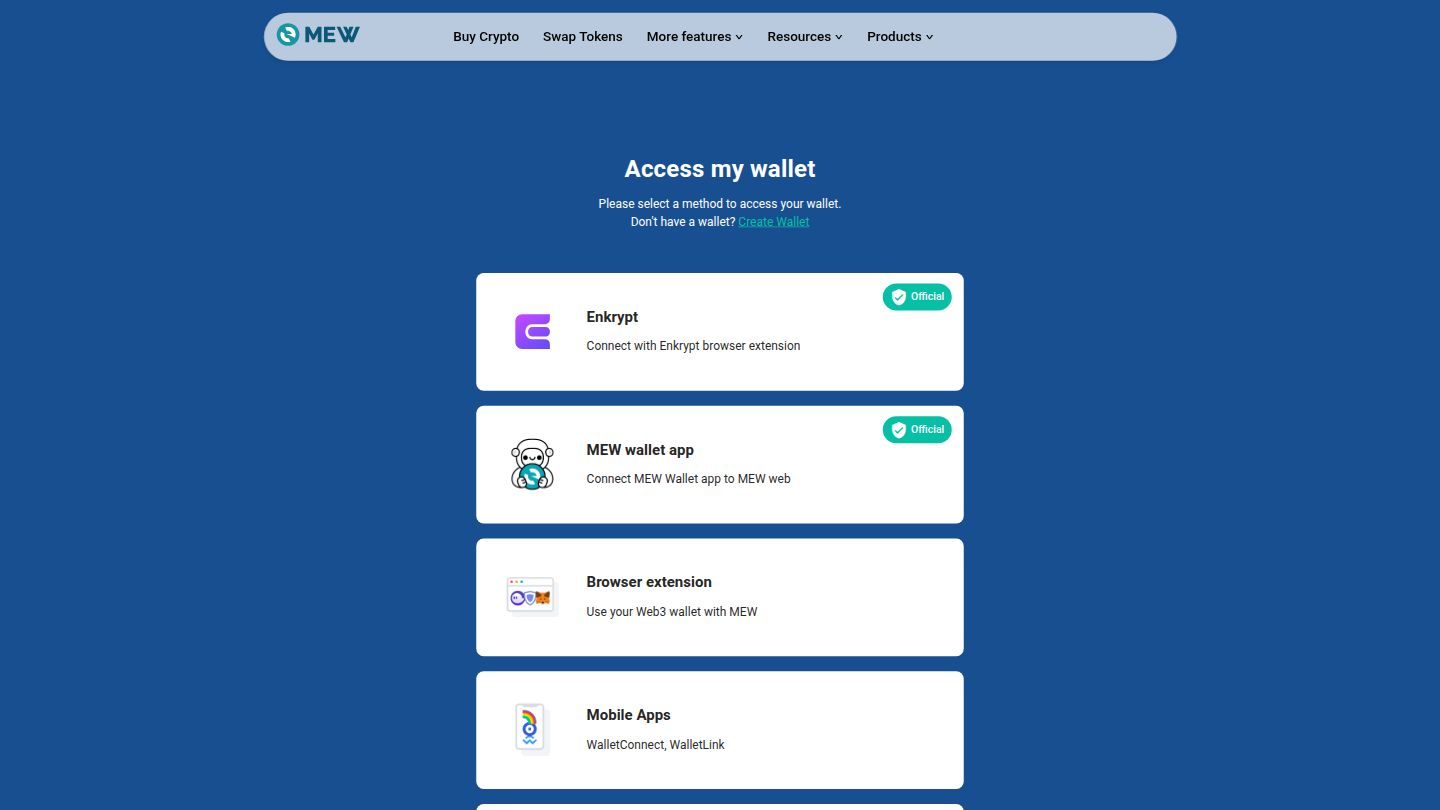 MEW
Buy Crypto
Swap Tokens
More features
Resources
Products
Access my wallet
Please select a method to access your wallet.
Don't have a wallet? Create Wallet
Official
Enkrypt
Connect with Enkrypt browser extension
Official
MEW wallet app
Connect MEW Wallet app to MEW web
Browser extension
Use your Web3 wallet with MEW
Mobile Apps
WalletConnect, WalletLink